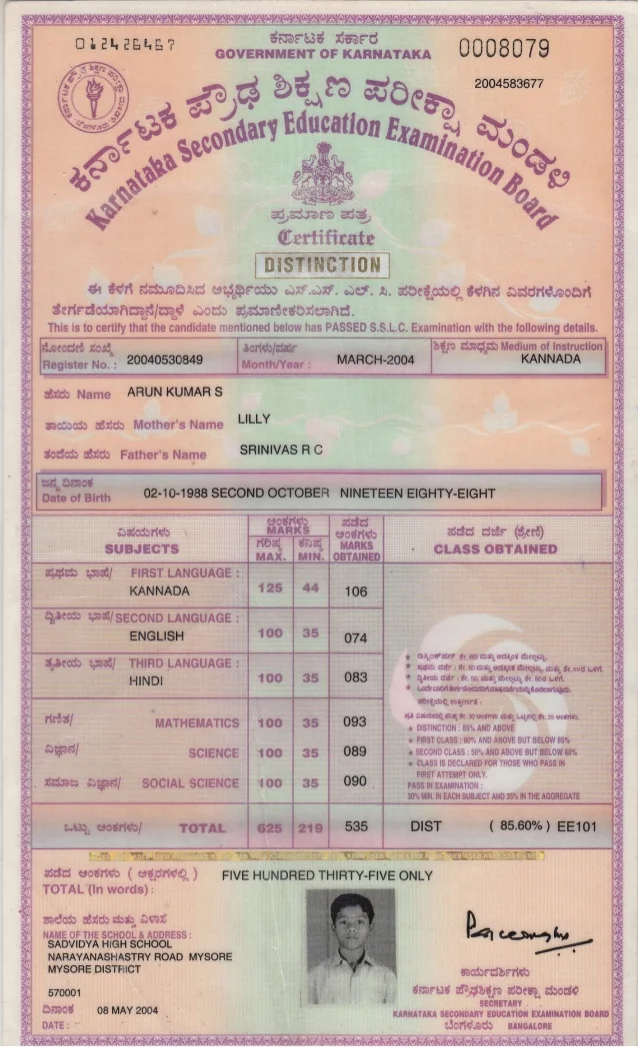 012426467
ಕರ್ನಾಟಕ ಸರ್ಕಾರ
GOVERNMENT OF KARNATAKA
0008079
2004583677
ಕರ್ನಾಟಕ ಪ್ರೌಢ ಶಿಕ್ಷಣ ಪರೀಕ್ಷಾ ಮಂಡಳಿ
Karnataka Secondary Education Examination Board
ಪ್ರಮಾಣ ಪತ್ರ
Certificate
DISTINCTION
ಈ ಕೆಳಗೆ ನಮೂದಿಸಿದ ಅಭ್ಯರ್ಥಿಯು ಎಸ್.ಎಸ್. ಎಲ್. ಸಿ. ಪರೀಕ್ಷೆಯಲ್ಲಿ ಕೆಳಗಿನ ವಿವರಗಳೊಂದಿಗೆ
ತೇರ್ಗಡೆಯಾಗಿದ್ದಾನೆ/ದ್ದಾಳೆ ಎಂದು ಪ್ರಮಾಣೀಕರಿಸಲಾಗಿದೆ.
This is to certify that the candidate mentioned below has PASSED S.S.L.C. Examination with the following details.
ನೋಂದಣಿ ಸಂಖ್ಯೆ ತಿಂಗಳು/ವರ್ಷ ಶಿಕ್ಷಣ ಮಾಧ್ಯಮ Medium of Instruction
Register No. : 20040530849 Month/Year : MARCH-2004 KANNADA
ಹೆಸರು Name ARUN KUMAR S
ತಾಯಿಯ ಹೆಸರು Mother's Name LILLY
ತಂದೆಯ ಹೆಸರು Father's Name SRINIVAS R C
ಜನ್ಮ ದಿನಾಂಕ
Date of Birth 02-10-1988 SECOND OCTOBER NINETEEN EIGHTY-EIGHT
ವಿಷಯಗಳು
SUBJECTS
ಅಂಕಗಳು
MARKS
ಗರಿಷ್ಠ
MAX.
ಕನಿಷ್ಠ
MIN.
ಪಡೆದ
ಅಂಕಗಳು
MARKS
OBTAINED
ಪಡೆದ ದರ್ಜೆ (ಶ್ರೇಣಿ)
CLASS OBTAINED
ಪ್ರಥಮ ಭಾಷೆ/ FIRST LANGUAGE :
KANNADA 125 44 106
ದ್ವಿತೀಯ ಭಾಷೆ/ SECOND LANGUAGE :
ENGLISH 100 35 074
ತೃತೀಯ ಭಾಷೆ/ THIRD LANGUAGE :
HINDI 100 35 083
ಗಣಿತ/ MATHEMATICS 100 35 093
ವಿಜ್ಞಾನ/ SCIENCE 100 35 089
ಸಮಾಜ ವಿಜ್ಞಾನ/ SOCIAL SCIENCE 100 35 090
★ DISTINCTION : 85% AND ABOVE
★ FIRST CLASS : 60% AND ABOVE BUT BELOW 85%
★ SECOND CLASS : 50% AND ABOVE BUT BELOW 60%
★ CLASS IS DECLARED FOR THOSE WHO PASS IN
FIRST ATTEMPT ONLY.
PASS IN EXAMINATION :
30% MIN. IN EACH SUBJECT AND 35% IN THE AGGREGATE
ಒಟ್ಟು ಅಂಕಗಳು/ TOTAL 625 219 535 DIST ( 85.60%) EE101
ಪಡೆದ ಅಂಕಗಳು ( ಅಕ್ಷರಗಳಲ್ಲಿ ) FIVE HUNDRED THIRTY-FIVE ONLY
TOTAL (In words) :
ಶಾಲೆಯ ಹೆಸರು ಮತ್ತು ವಿಳಾಸ
NAME OF THE SCHOOL & ADDRESS :
SADVIDYA HIGH SCHOOL
NARAYANASHASTRY ROAD MYSORE
MYSORE DISTRICT
570001
ದಿನಾಂಕ 08 MAY 2004
DATE :
ಕಾರ್ಯದರ್ಶಿಗಳು
ಕರ್ನಾಟಕ ಪ್ರೌಢಶಿಕ್ಷಣ ಪರೀಕ್ಷಾ ಮಂಡಳಿ
SECRETARY
KARNATAKA SECONDARY EDUCATION EXAMINATION BOARD
ಬೆಂಗಳೂರು BANGALORE